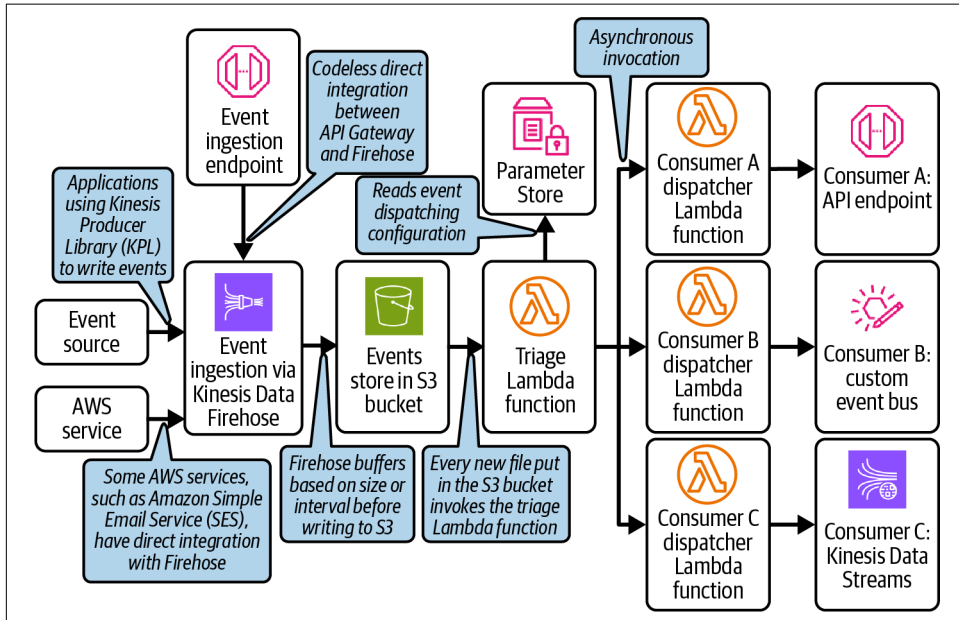 Event
ingestion
endpoint
Codeless direct
integration
between
API Gateway
and Firehose
Applications
using Kinesis
Producer
Library (KPL)
to write events
Event
source
AWS
service
Some AWS services,
such as Amazon Simple
Email Service (SES),
have direct integration
with Firehose
Event
ingestion via
Kinesis Data
Firehose
Firehose buffers
based on size or
interval before
writing to S3
Events
store in S3
bucket
Every new file put
in the S3 bucket
invokes the triage
Lambda function
Triage
Lambda
function
Reads event
dispatching
configuration
Parameter
Store
Asynchronous
invocation
Consumer A
dispatcher
Lambda
function
Consumer A:
API endpoint
Consumer B
dispatcher
Lambda
function
Consumer B:
custom
event bus
Consumer C
dispatcher
Lambda
function
Consumer C:
Kinesis Data
Streams